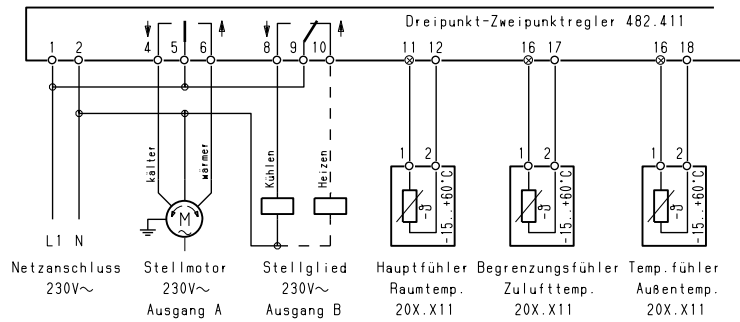 Dreipunkt-Zweipunktregler 482.411
1 2 4 5 6 8 9 10 11 12 16 17 16 18
kälter
wärmer
Kühlen
Heizen
1 2 1 2 1 2
M
-ϑ -ϑ -ϑ
-15...+60°C
-15...+60°C
-15...+60°C
L1 N
Netzanschluss
230V~
Stellmotor
230V~
Ausgang A
Stellglied
230V~
Ausgang B
Hauptfühler
Raumtemp.
20X.X11
Begrenzungsfühler
Zulufttemp.
20X.X11
Temp.fühler
Außentemp.
20X.X11